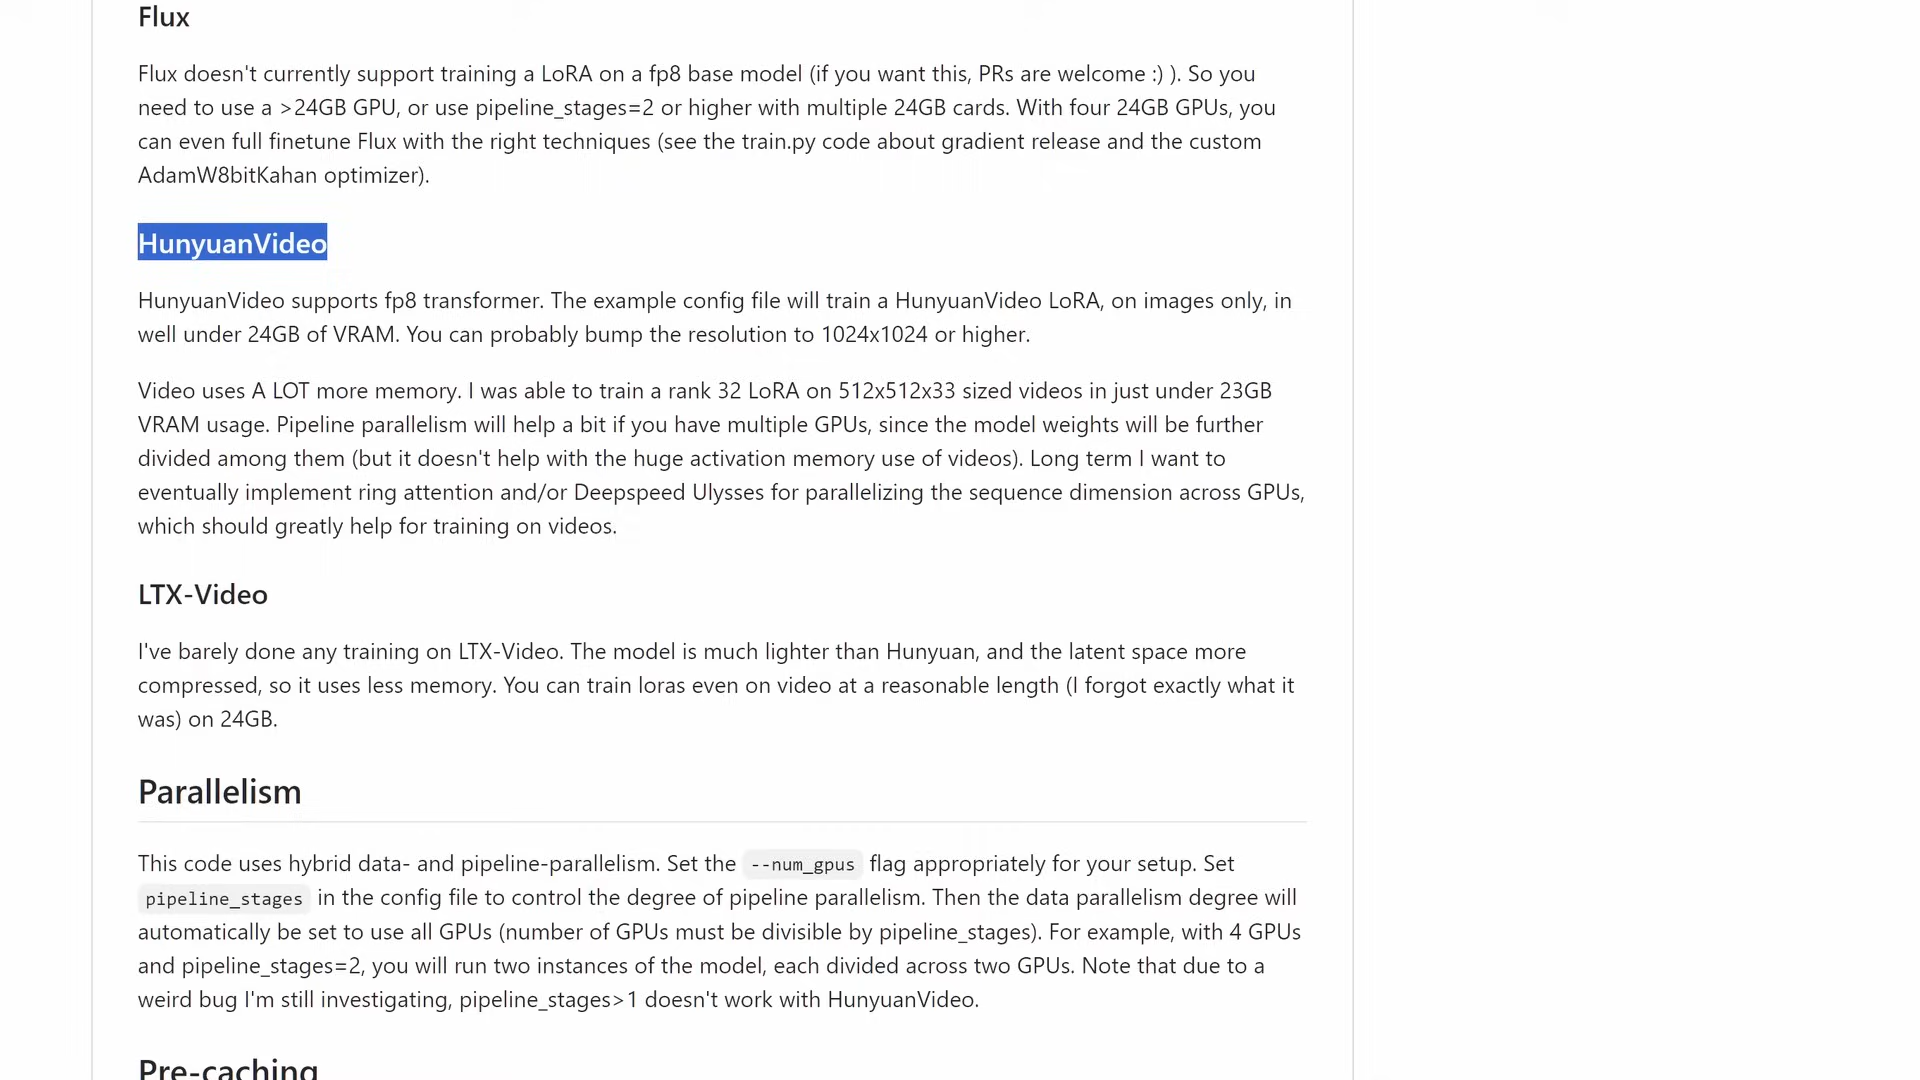 Flux
Flux doesn't currently support training a LoRA on a fp8 base model (if you want this, PRs are welcome :) ). So you
need to use a >24GB GPU, or use pipeline_stages=2 or higher with multiple 24GB cards. With four 24GB GPUs, you
can even full finetune Flux with the right techniques (see the train.py code about gradient release and the custom
AdamW8bitKahan optimizer).
HunyuanVideo
HunyuanVideo supports fp8 transformer. The example config file will train a HunyuanVideo LoRA, on images only, in
well under 24GB of VRAM. You can probably bump the resolution to 1024x1024 or higher.
Video uses A LOT more memory. I was able to train a rank 32 LoRA on 512x512x33 sized videos in just under 23GB
VRAM usage. Pipeline parallelism will help a bit if you have multiple GPUs, since the model weights will be further
divided among them (but it doesn't help with the huge activation memory use of videos). Long term I want to
eventually implement ring attention and/or Deepspeed Ulysses for parallelizing the sequence dimension across GPUs,
which should greatly help for training on videos.
LTX-Video
I've barely done any training on LTX-Video. The model is much lighter than Hunyuan, and the latent space more
compressed, so it uses less memory. You can train loras even on video at a reasonable length (I forgot exactly what it
was) on 24GB.
Parallelism
This code uses hybrid data- and pipeline-parallelism. Set the --num_gpus flag appropriately for your setup. Set
pipeline_stages in the config file to control the degree of pipeline parallelism. Then the data parallelism degree will
automatically be set to use all GPUs (number of GPUs must be divisible by pipeline_stages). For example, with 4 GPUs
and pipeline_stages=2, you will run two instances of the model, each divided across two GPUs. Note that due to a
weird bug I'm still investigating, pipeline_stages>1 doesn't work with HunyuanVideo.
Pre-caching